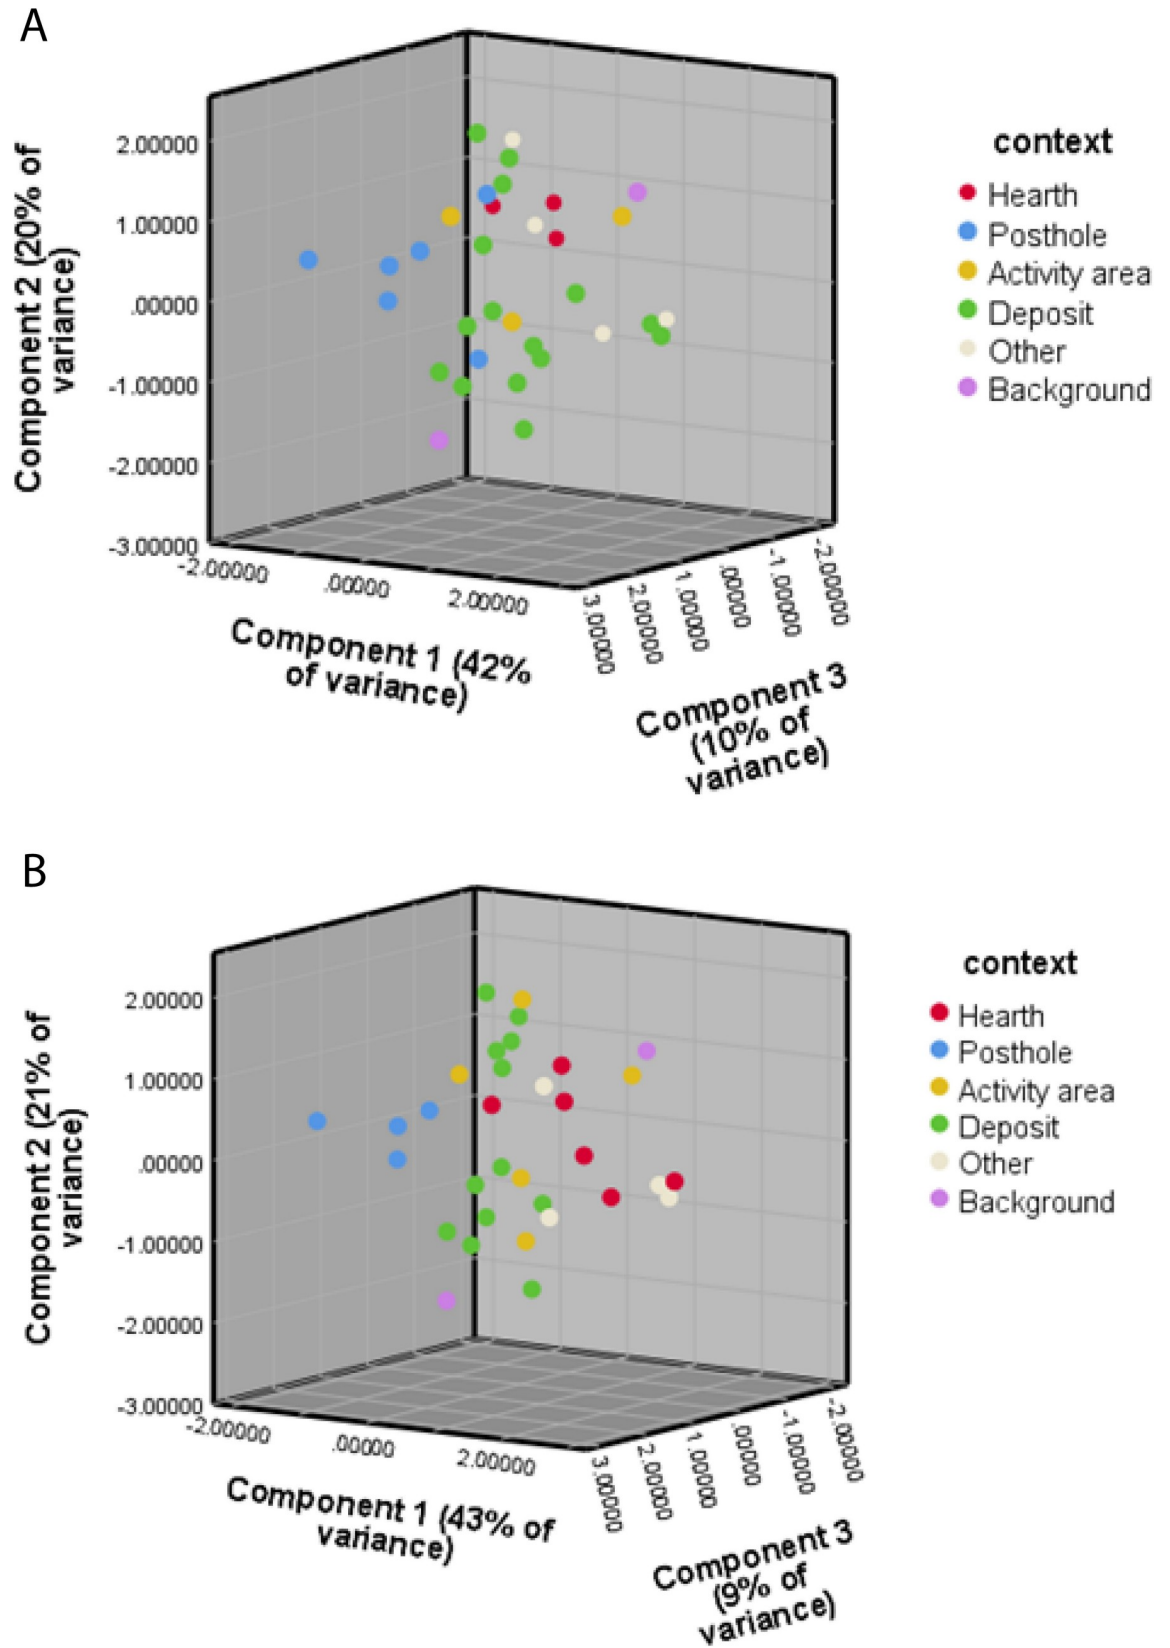 A
2.00000
1.00000
.00000
-1.00000
-2.00000
-3.00000
Component 2 (20% of
variance)
-2.00000
.00000
2.00000
Component 1 (42%
of variance)
3.00000
2.00000
1.00000
.00000
-1.00000
-2.00000
Component 3
(10% of
variance)
context
Hearth
Posthole
Activity area
Deposit
Other
Background
B
2.00000
1.00000
.00000
-1.00000
-2.00000
-3.00000
Component 2 (21% of
variance)
-2.00000
.00000
2.00000
Component 1 (43% of
variance)
3.00000
2.00000
1.00000
.00000
-1.00000
-2.00000
Component 3
(9% of
variance)
context
Hearth
Posthole
Activity area
Deposit
Other
Background